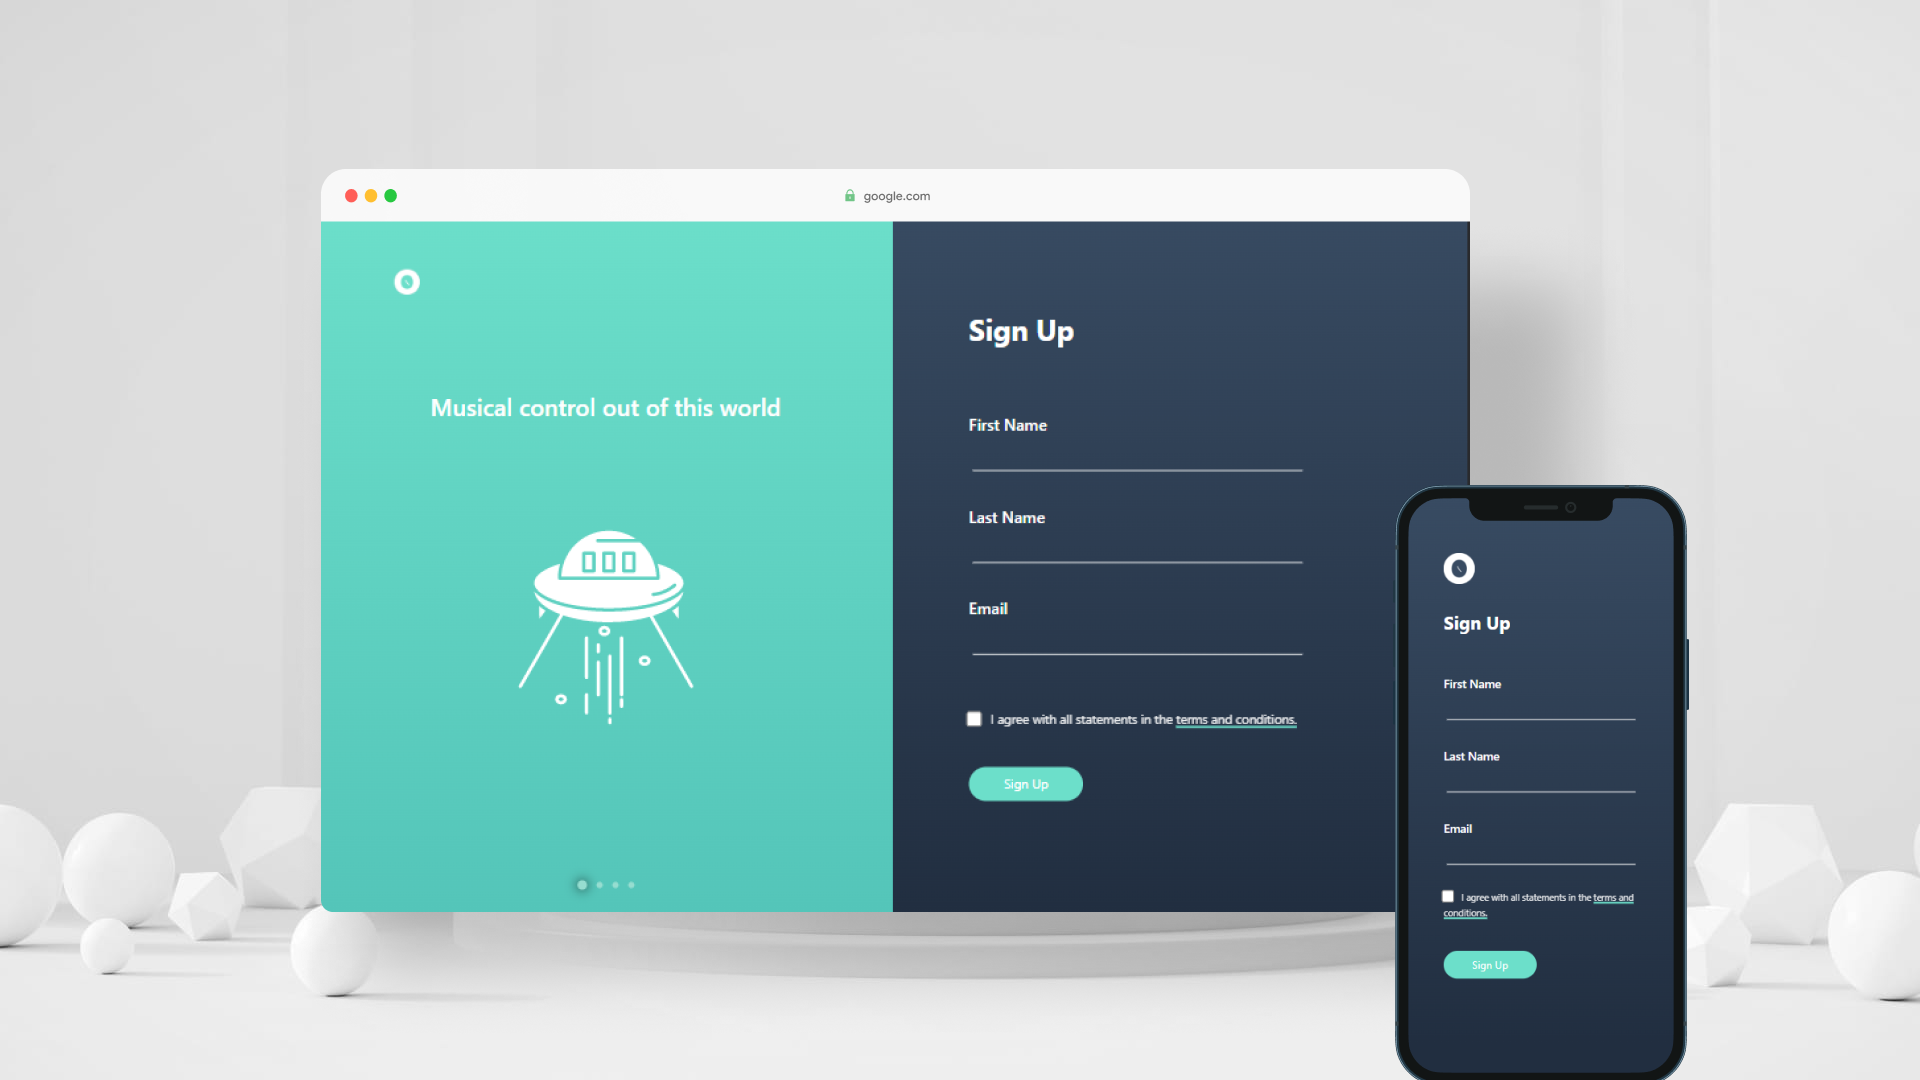 google.com
Musical control out of this world
Sign Up
First Name
Last Name
Email
I agree with all statements in the terms and conditions.
Sign Up
Sign Up
First Name
Last Name
Email
I agree with all statements in the terms and
conditions.
Sign Up